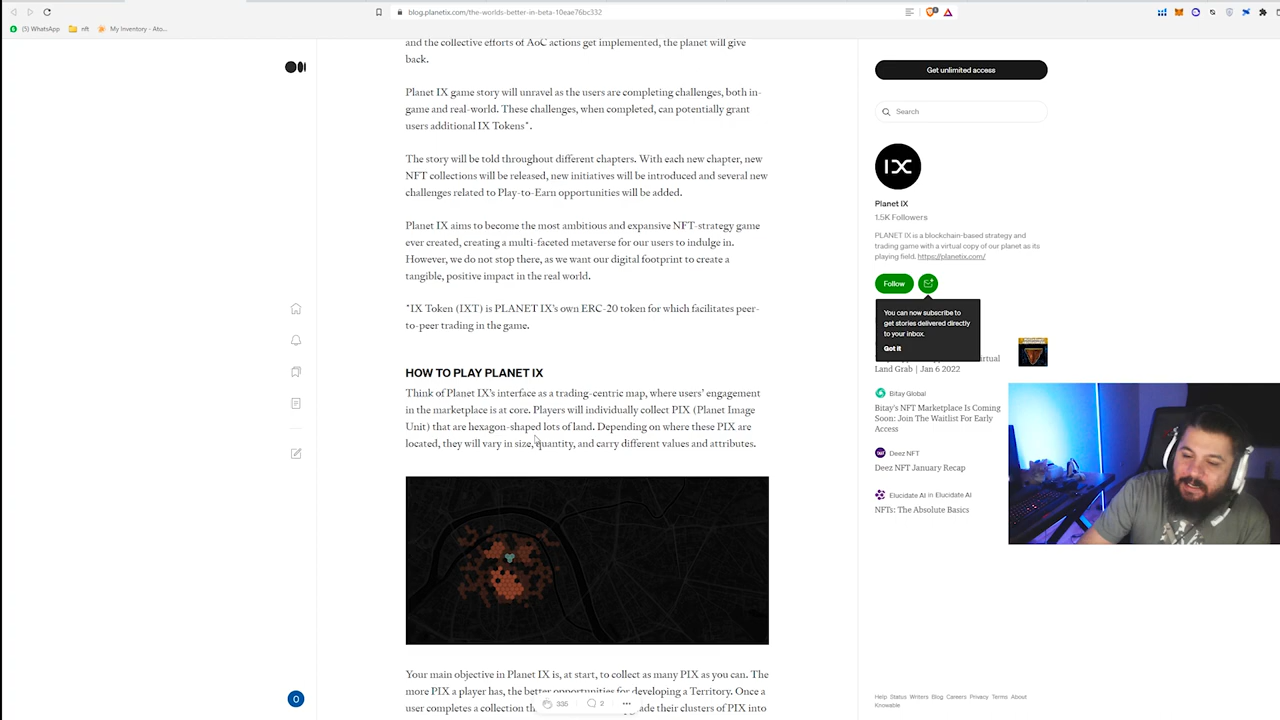 blog.planetix.com/the-worlds-better-in-beta-10eae76bc332
(5) WhatsApp
nft
My Inventory - Ato...
and the collective efforts of AoC actions get implemented, the planet will give
back.
Planet IX game story will unravel as the users are completing challenges, both in-
game and real-world. These challenges, when completed, can potentially grant
users additional IX Tokens*.
The story will be told throughout different chapters. With each new chapter, new
NFT collections will be released, new initiatives will be introduced and several new
challenges related to Play-to-Earn opportunities will be added.
Planet IX aims to become the most ambitious and expansive NFT-strategy game
ever created, creating a multi-faceted metaverse for our users to indulge in.
However, we do not stop there, as we want our digital footprint to create a
tangible, positive impact in the real world.
*IX Token (IXT) is PLANET IX's own ERC-20 token for which facilitates peer-
to-peer trading in the game.
HOW TO PLAY PLANET IX
Think of Planet IX's interface as a trading-centric map, where users' engagement
in the marketplace is at core. Players will individually collect PIX (Planet Image
Unit) that are hexagon-shaped lots of land. Depending on where these PIX are
located, they will vary in size, quantity, and carry different values and attributes.
Your main objective in Planet IX is, at start, to collect as many PIX as you can. The
more PIX a player has, the better opportunities for developing a Territory. Once a
user completes a collection
their clusters of PIX into
335
2
O
Get unlimited access
Search
IX
Planet IX
1.5K Followers
PLANET IX is a blockchain-based strategy and
trading game with a virtual copy of our planet as its
playing field. https://planetix.com/
Follow
You can now subscribe to
get stories delivered directly
to your inbox.
Got it
Land Grab | Jan 6 2022
Bitay Global
Bitay's NFT Marketplace Is Coming
Soon: Join The Waitlist For Early
Access
Deez NFT
Deez NFT January Recap
Elucidate.AI in Elucidate.AI
NFTs: The Absolute Basics
Help Status Writers Blog Careers Privacy Terms About
Knowable